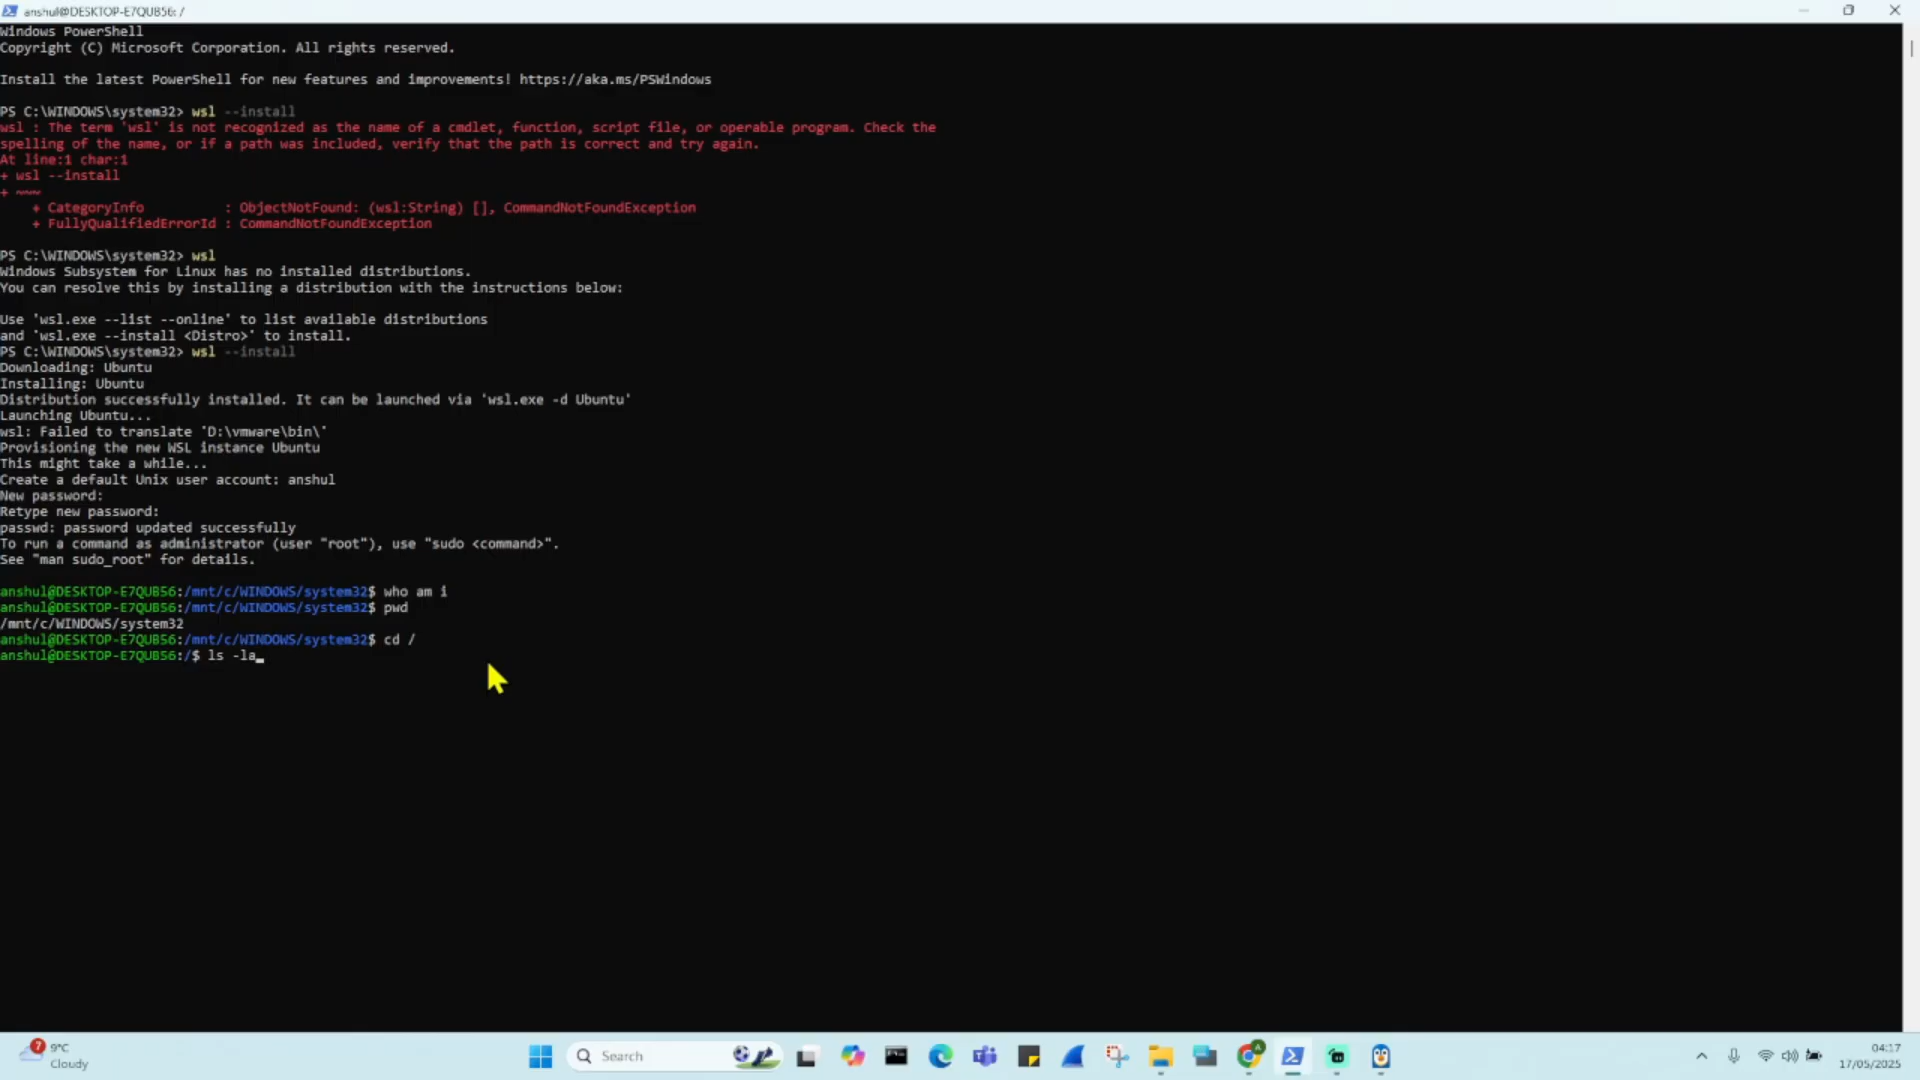 anshul@DESKTOP-E7QUB56: /
Windows PowerShell
Copyright (C) Microsoft Corporation. All rights reserved.
Install the latest PowerShell for new features and improvements! https://aka.ms/PSWindows
PS C:\WINDOWS\system32> wsl --install
wsl : The term 'wsl' is not recognized as the name of a cmdlet, function, script file, or operable program. Check the
spelling of the name, or if a path was included, verify that the path is correct and try again.
At line:1 char:1
+ wsl --install
+ ~~~
    + CategoryInfo          : ObjectNotFound: (wsl:String) [], CommandNotFoundException
    + FullyQualifiedErrorId : CommandNotFoundException
PS C:\WINDOWS\system32> wsl
Windows Subsystem for Linux has no installed distributions.
You can resolve this by installing a distribution with the instructions below:
Use 'wsl.exe --list --online' to list available distributions
and 'wsl.exe --install <Distro>' to install.
PS C:\WINDOWS\system32> wsl --install
Downloading: Ubuntu
Installing: Ubuntu
Distribution successfully installed. It can be launched via 'wsl.exe -d Ubuntu'
Launching Ubuntu...
wsl: Failed to translate 'D:\vmware\bin\'
Provisioning the new WSL instance Ubuntu
This might take a while...
Create a default Unix user account: anshul
New password:
Retype new password:
passwd: password updated successfully
To run a command as administrator (user "root"), use "sudo <command>".
See "man sudo_root" for details.
anshul@DESKTOP-E7QUB56:/mnt/c/WINDOWS/system32$ who am i
anshul@DESKTOP-E7QUB56:/mnt/c/WINDOWS/system32$ pwd
/mnt/c/WINDOWS/system32
anshul@DESKTOP-E7QUB56:/mnt/c/WINDOWS/system32$ cd /
anshul@DESKTOP-E7QUB56:/$ ls -la_
7
9°C
Cloudy
Search
A
04:17
17/05/2025